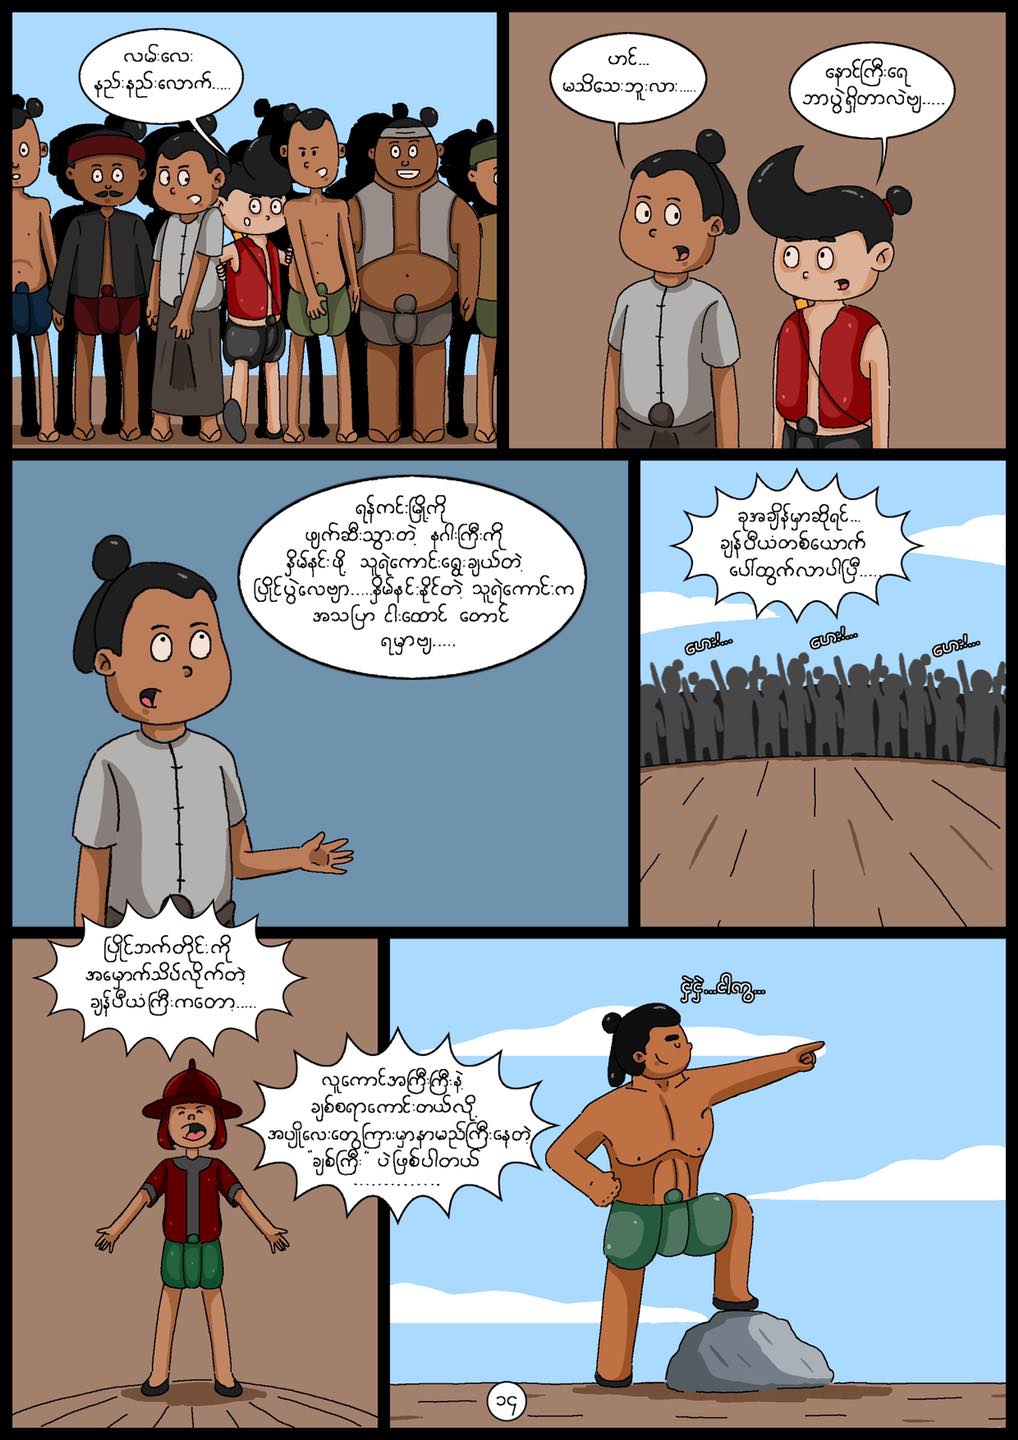 လမ်းလေး
နည်းနည်းလောက်.....
ဟင်...
မသိသေးဘူးလား.....
နောင်ကြီးရေ
ဘာပွဲရှိတာလဲဗျ.....
ရန်ကင်းမြို့ကို
ဖျက်ဆီးသွားတဲ့ နဂါးကြီးကို
နှိမ်နင်းဖို့ သူရဲကောင်းရွေးချယ်တဲ့
ပြိုင်ပွဲလေဗျာ.....နှိမ်နင်းနိုင်တဲ့ သူရဲကောင်းက
အသပြာ ငါးထောင် တောင်
ရမှာဗျ.....
ခုအချိန်မှာဆိုရင်...
ချန်ပီယံတစ်ယောက်
ပေါ်ထွက်လာပါပြီ.....
ဟေး!...
ဟေး!...
ဟေး!...
ပြိုင်ဘက်တိုင်းကို
အမှောက်သိပ်လိုက်တဲ့
ချန်ပီယံကြီးကတော့.....
လူကောင်အကြီးကြီးနဲ့
ချစ်စရာကောင်းတယ်လို့
အပျိုလေးတွေကြားမှာနာမည်ကြီးနေတဲ့
"ချစ်ကြီး" ပဲဖြစ်ပါတယ်
..............
ငှဲငှဲ...ငါကွ...
၁၄